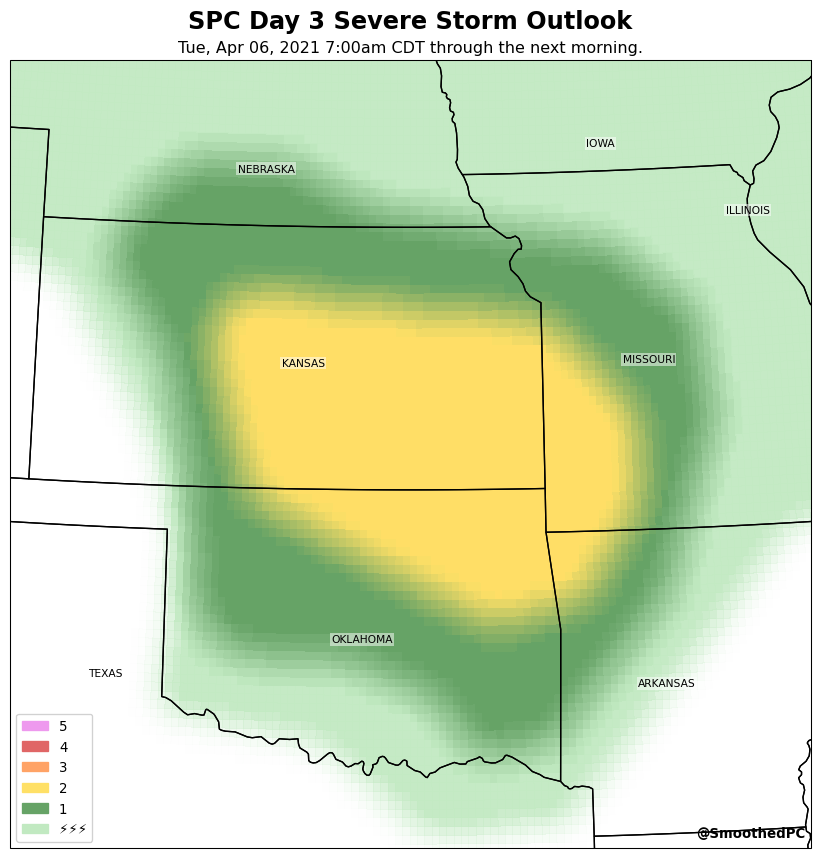 SPC Day 3 Severe Storm Outlook
Tue, Apr 06, 2021 7:00am CDT through the next morning.
IOWA
NEBRASKA
ILLINOIS
MISSOURI
KANSAS
OKLAHOMA
TEXAS
ARKANSAS
5
4
3
2
1
⚡⚡⚡
@SmoothedPC